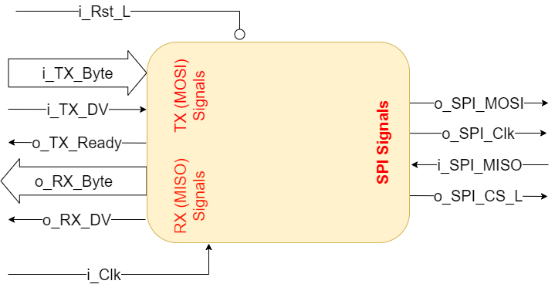 i_Rst_L
i_TX_Byte
i_TX_DV
o_TX_Ready
o_RX_Byte
o_RX_DV
i_Clk
TX (MOSI)
Signals
RX (MISO)
Signals
SPI Signals
o_SPI_MOSI
o_SPI_Clk
i_SPI_MISO
o_SPI_CS_L